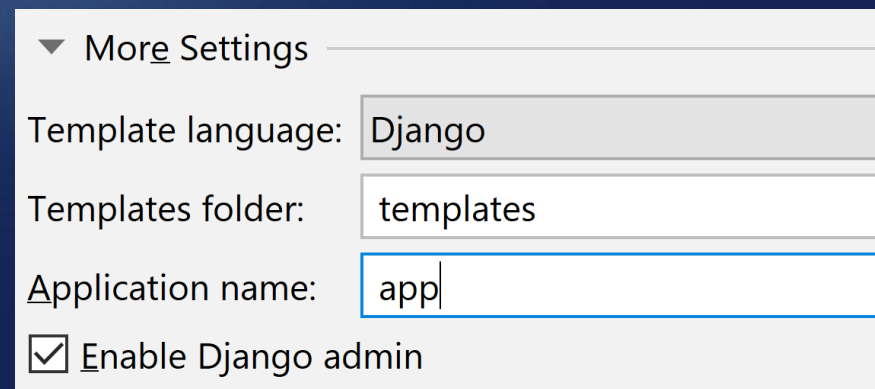 More Settings
Template language: Django
Templates folder: templates
Application name: app
Enable Django admin